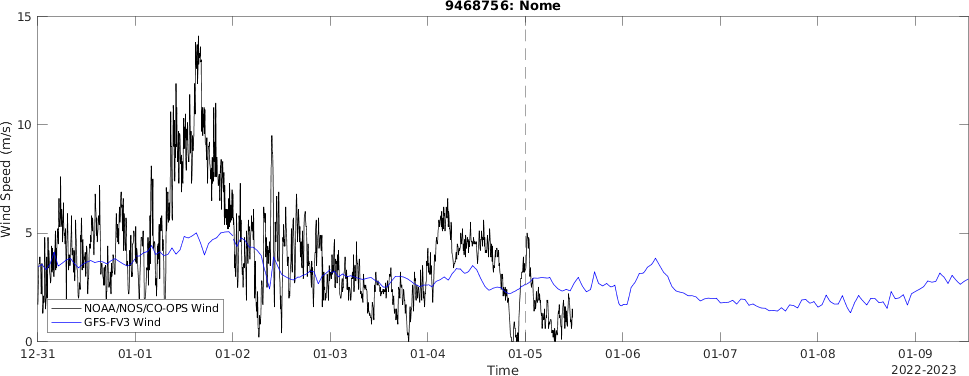 9468756: Nome
15
10
5
0
Wind Speed (m/s)
NOAA/NOS/CO-OPS Wind
GFS-FV3 Wind
12-31 01-01 01-02 01-03 01-04 01-05 01-06 01-07 01-08 01-09
Time
2022-2023